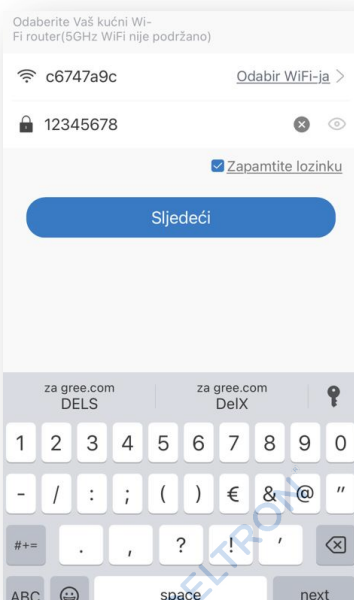 Odaberite Vaš kućni Wi-
Fi router(5GHz WiFi nije podržano)
c6747a9c Odabir WiFi-ja >
12345678
Zapamtite lozinku
Sljedeći
za gree.com za gree.com
DELS DelX
1 2 3 4 5 6 7 8 9 0
- / : ; ( ) € & @ "
#+= . , ? ! '
ABC space next
ELTRON